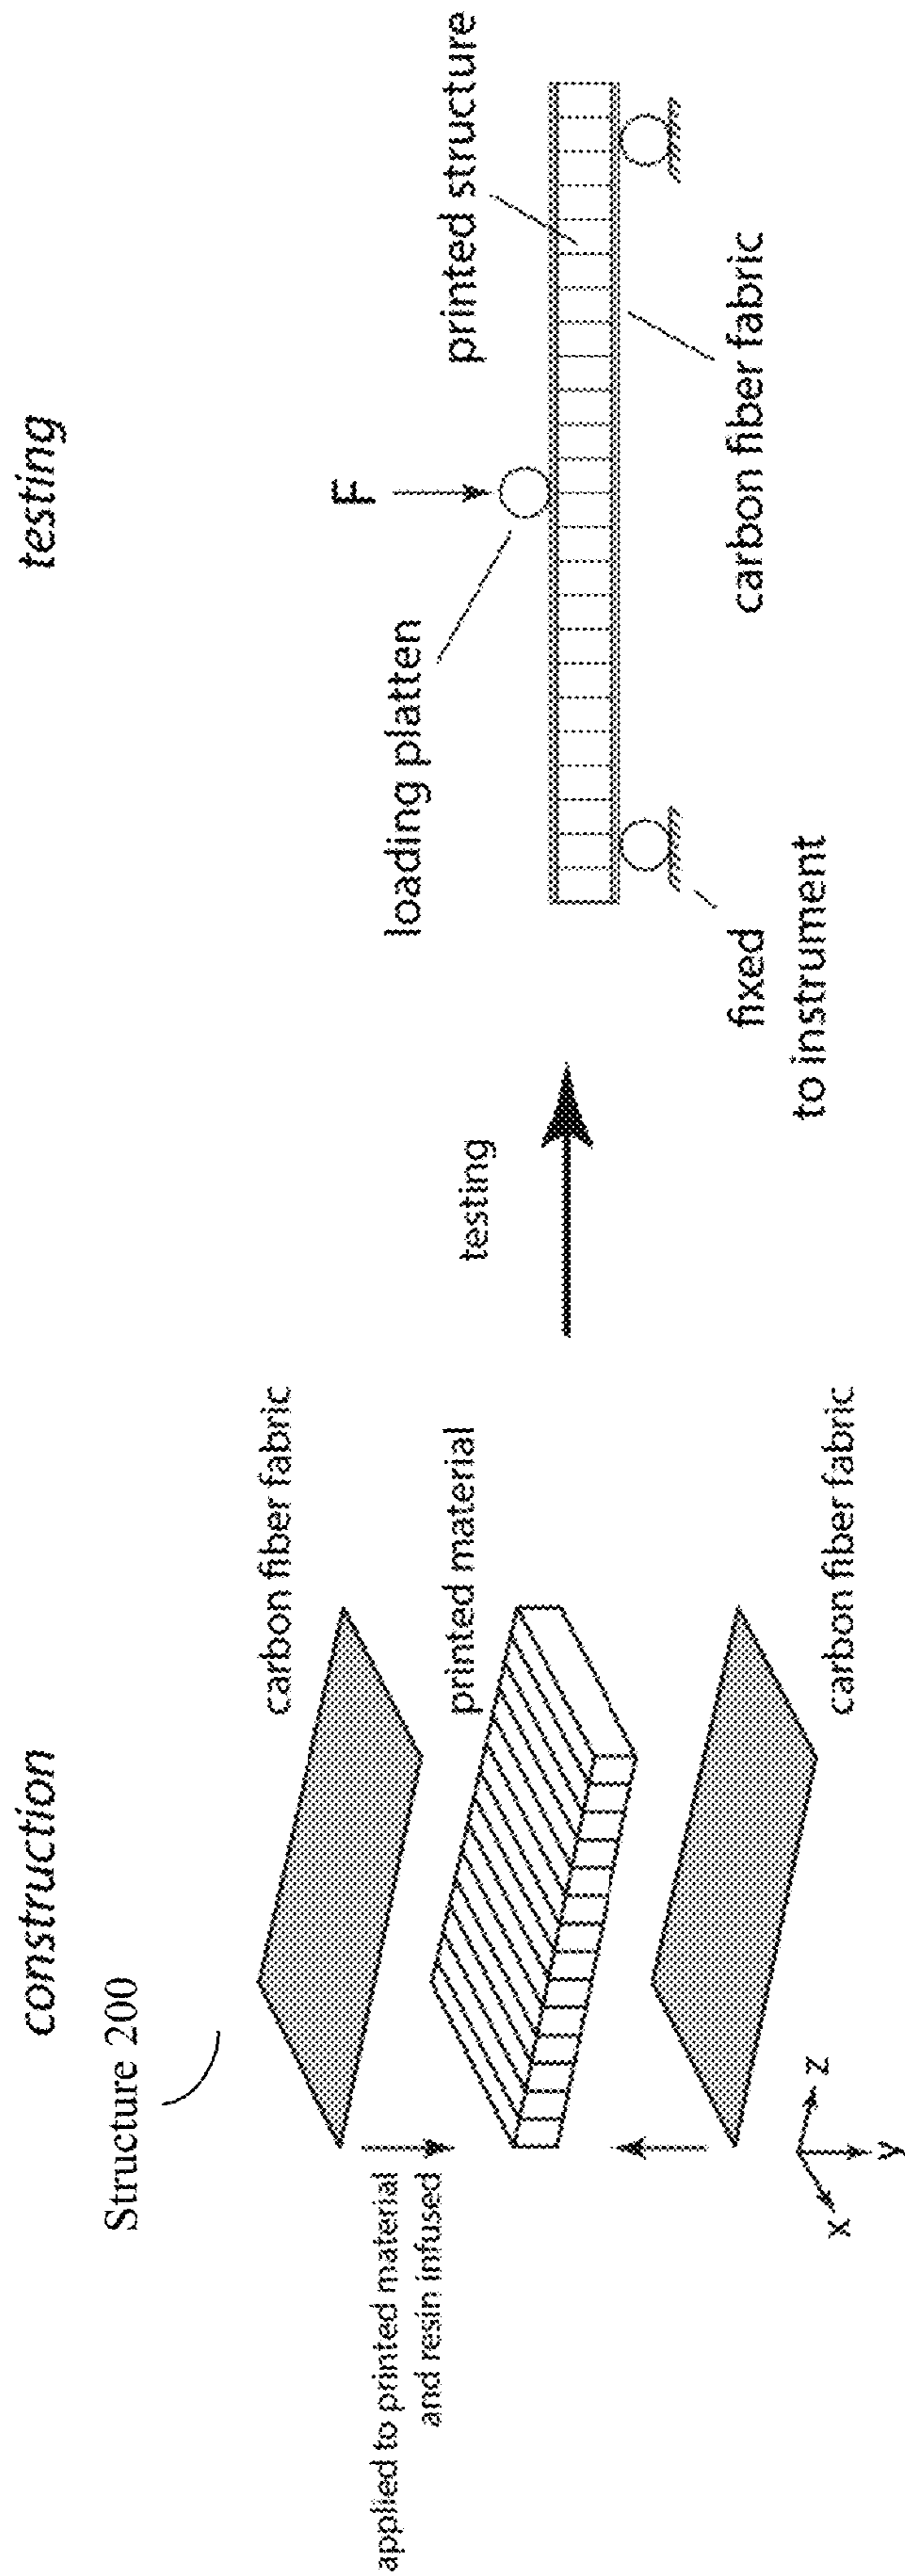 construction
Structure 200
carbon fiber fabric
applied to printed material
and resin infused
printed material
carbon fiber fabric
x
y
z
testing
testing
F
loading platten
printed structure
carbon fiber fabric
fixed
to instrument